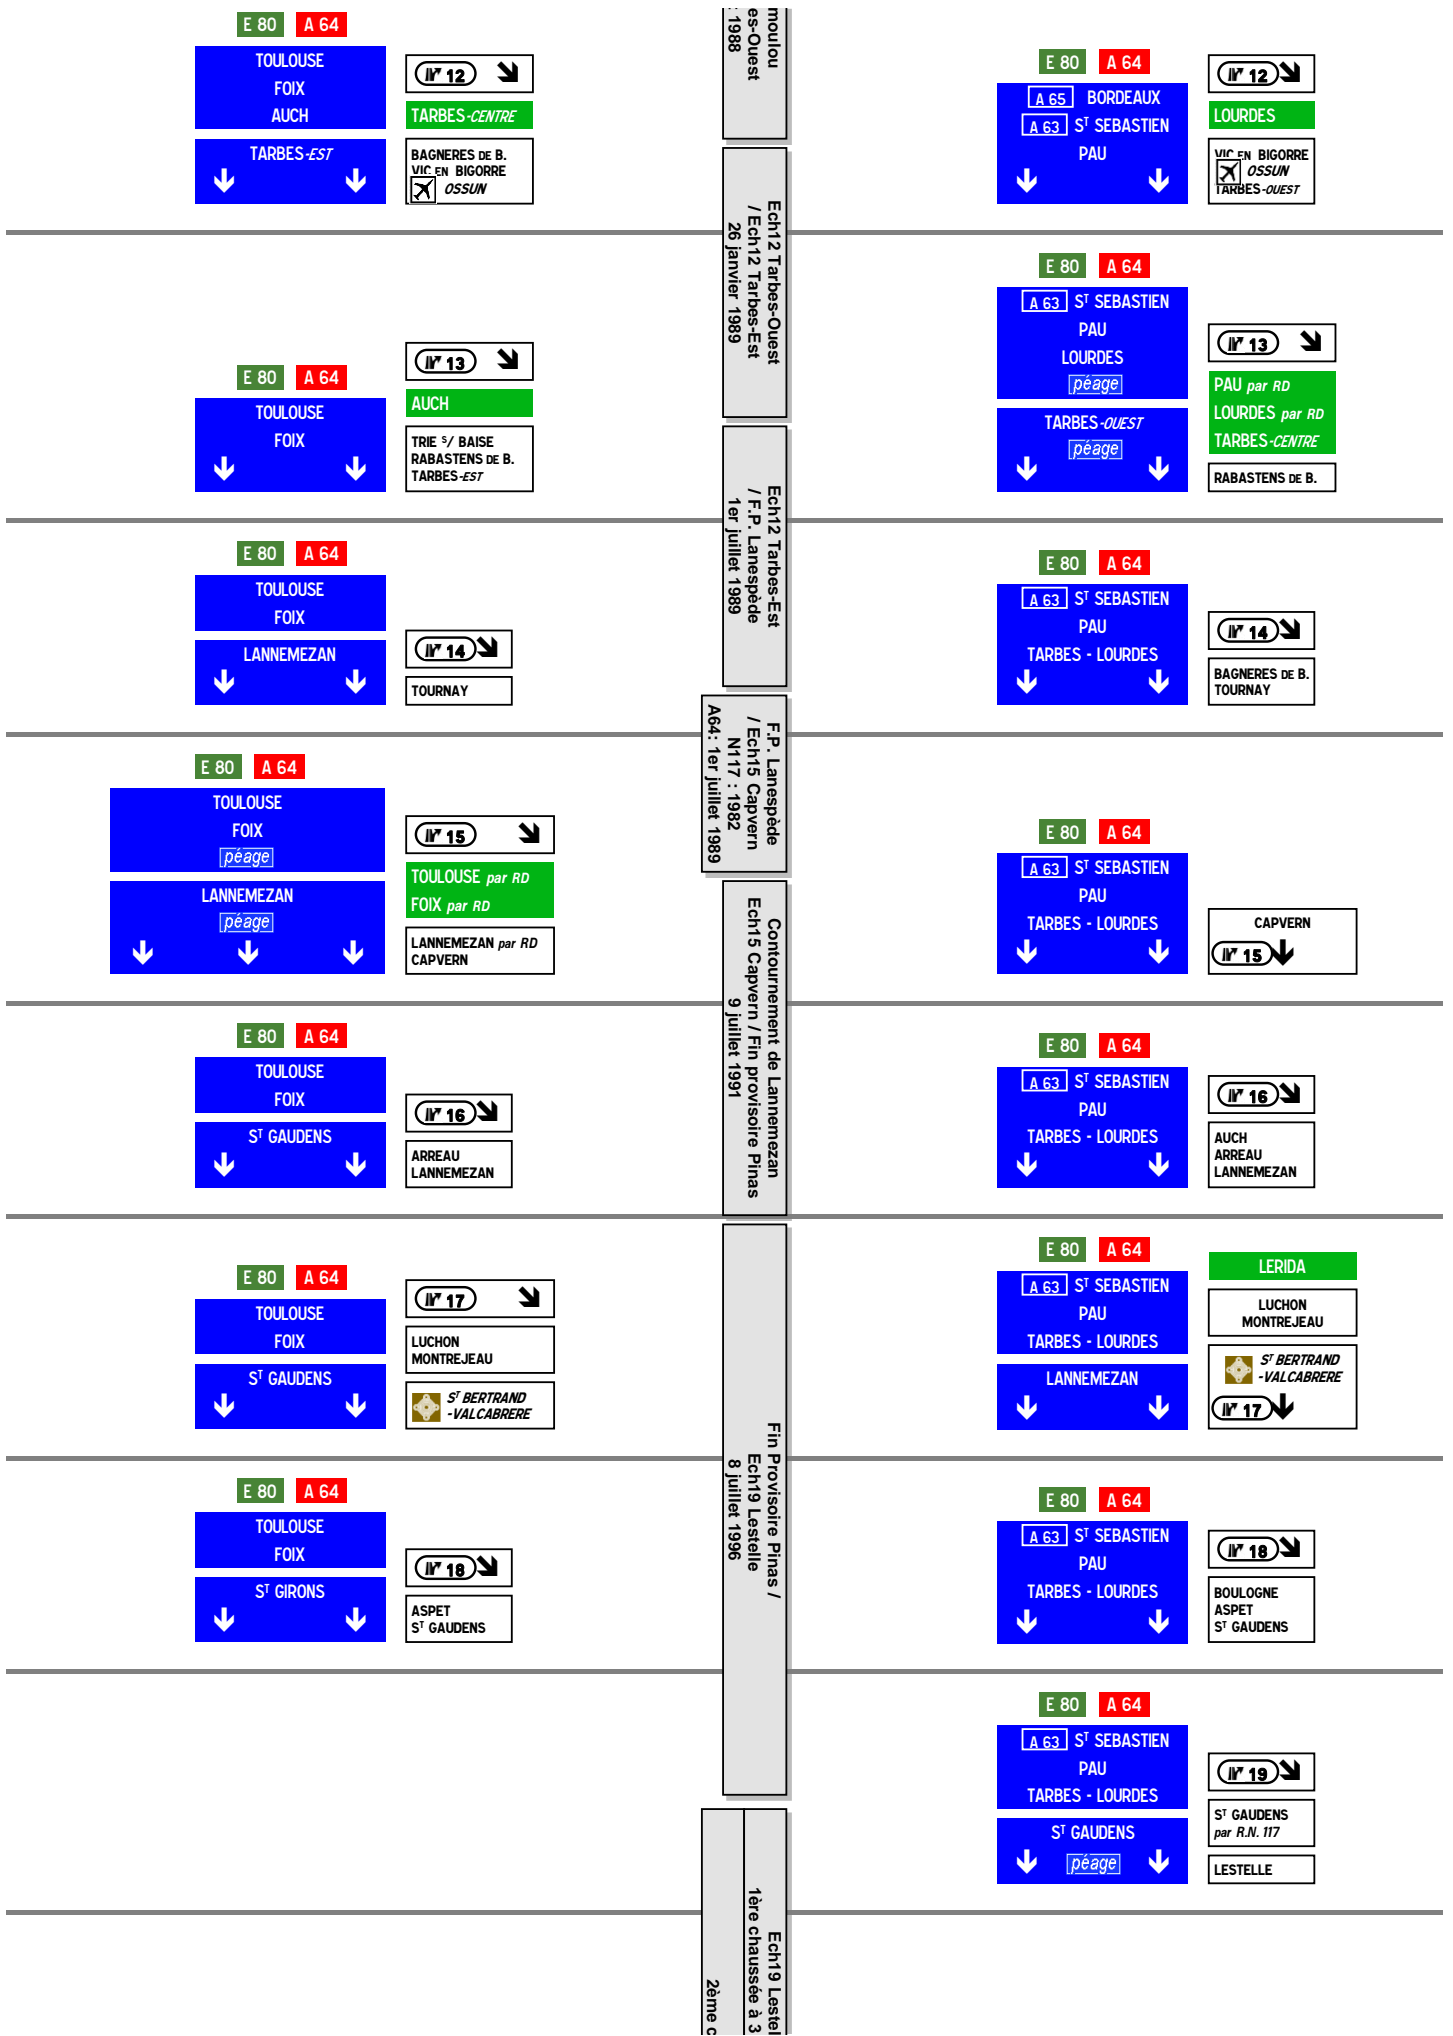 E 80 A 64
TOULOUSE
FOIX
AUCH
TARBES-EST
12
TARBES-CENTRE
BAGNERES DE B.
VIC EN BIGORRE
OSSUN
moulou
es-Ouest
: 1988
E 80 A 64
A 65 BORDEAUX
A 63 ST SEBASTIEN
PAU
12
LOURDES
VIC EN BIGORRE
OSSUN
TARBES-OUEST
Ech12 Tarbes-Ouest
/ Ech12 Tarbes-Est
26 janvier 1989
E 80 A 64
TOULOUSE
FOIX
13
AUCH
TRIE S/ BAISE
RABASTENS DE B.
TARBES-EST
E 80 A 64
A 63 ST SEBASTIEN
PAU
LOURDES
péage
TARBES-OUEST
péage
13
PAU par RD
LOURDES par RD
TARBES-CENTRE
RABASTENS DE B.
Ech12 Tarbes-Est
/ F.P. Lanespède
1er juillet 1989
E 80 A 64
TOULOUSE
FOIX
LANNEMEZAN
14
TOURNAY
E 80 A 64
A 63 ST SEBASTIEN
PAU
TARBES - LOURDES
14
BAGNERES DE B.
TOURNAY
F.P. Lanespède
/ Ech15 Capvern
N117 : 1982
A64: 1er juillet 1989
E 80 A 64
TOULOUSE
FOIX
péage
LANNEMEZAN
péage
15
TOULOUSE par RD
FOIX par RD
LANNEMEZAN par RD
CAPVERN
E 80 A 64
A 63 ST SEBASTIEN
PAU
TARBES - LOURDES
CAPVERN
15
Contournement de Lannemezan
Ech15 Capvern / Fin provisoire Pinas
9 juillet 1991
E 80 A 64
TOULOUSE
FOIX
ST GAUDENS
16
ARREAU
LANNEMEZAN
E 80 A 64
A 63 ST SEBASTIEN
PAU
TARBES - LOURDES
16
AUCH
ARREAU
LANNEMEZAN
Fin Provisoire Pinas /
Ech19 Lestelle
8 juillet 1996
E 80 A 64
TOULOUSE
FOIX
ST GAUDENS
17
LUCHON
MONTREJEAU
ST BERTRAND
-VALCABRERE
E 80 A 64
A 63 ST SEBASTIEN
PAU
TARBES - LOURDES
LANNEMEZAN
LERIDA
LUCHON
MONTREJEAU
ST BERTRAND
-VALCABRERE
17
E 80 A 64
TOULOUSE
FOIX
ST GIRONS
18
ASPET
ST GAUDENS
E 80 A 64
A 63 ST SEBASTIEN
PAU
TARBES - LOURDES
18
BOULOGNE
ASPET
ST GAUDENS
E 80 A 64
A 63 ST SEBASTIEN
PAU
TARBES - LOURDES
ST GAUDENS
péage
19
ST GAUDENS
par R.N. 117
LESTELLE
Ech19 Lestel
1ère chaussée à 3
2ème c